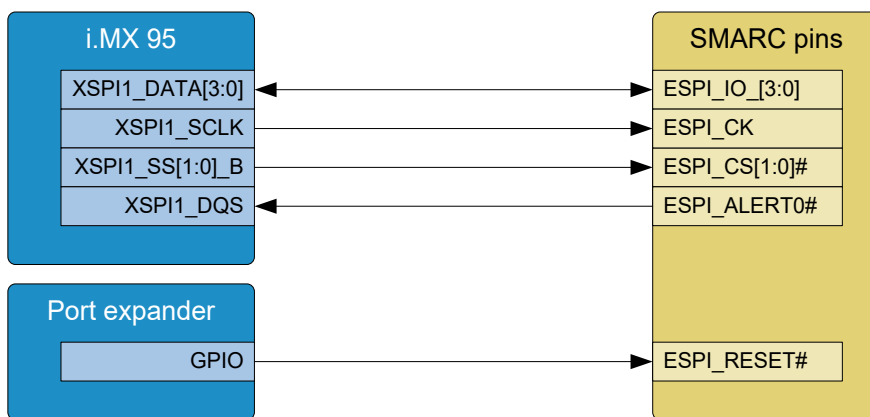 i.MX 95
XSPI1_DATA[3:0]
XSPI1_SCLK
XSPI1_SS[1:0]_B
XSPI1_DQS
Port expander
GPIO
SMARC pins
ESPI_IO_[3:0]
ESPI_CK
ESPI_CS[1:0]#
ESPI_ALERT0#
ESPI_RESET#